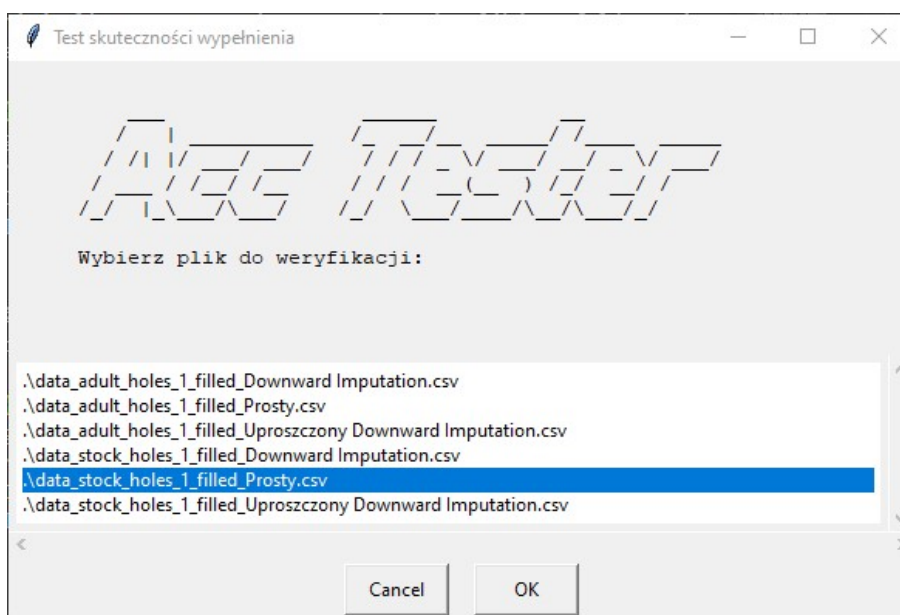 Test skuteczności wypełnienia
Acc Tester
Wybierz plik do weryfikacji:
.\data_adult_holes_1_filled_Downward Imputation.csv
.\data_adult_holes_1_filled_Prosty.csv
.\data_adult_holes_1_filled_Uproszczony Downward Imputation.csv
.\data_stock_holes_1_filled_Downward Imputation.csv
.\data_stock_holes_1_filled_Prosty.csv
.\data_stock_holes_1_filled_Uproszczony Downward Imputation.csv
Cancel OK